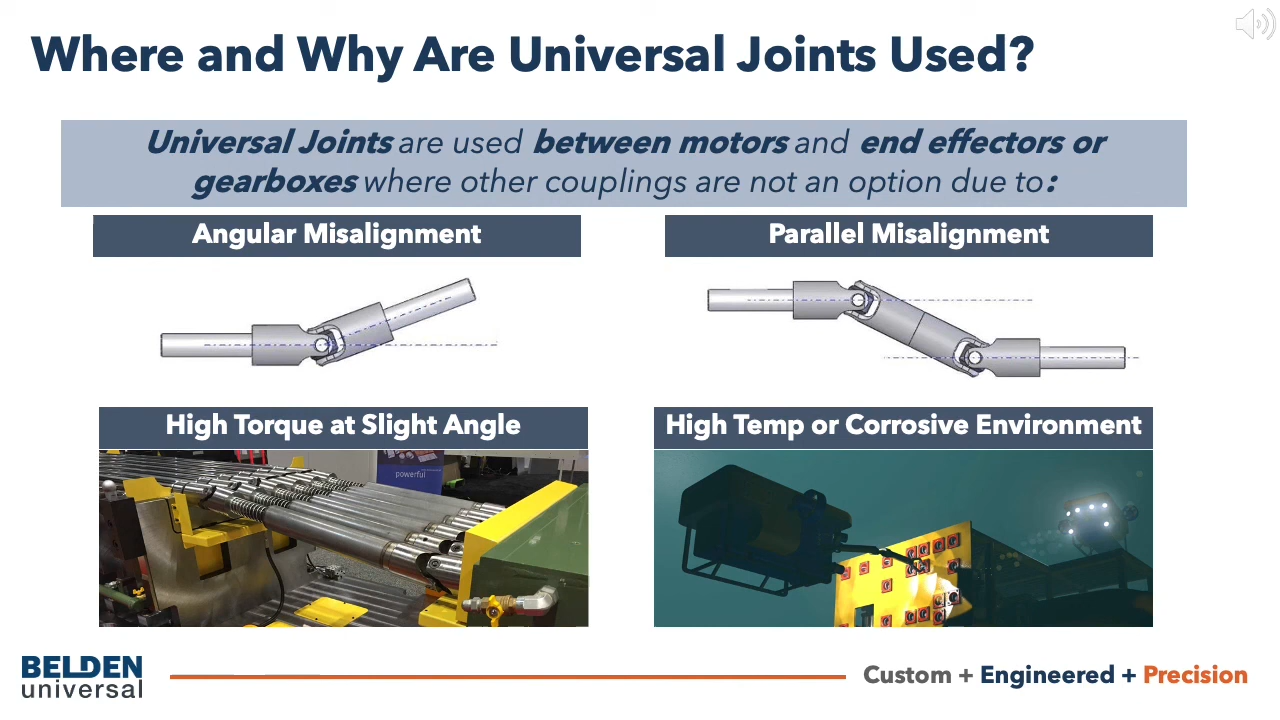 Where and Why Are Universal Joints Used?
Universal Joints are used between motors and end effectors or
gearboxes where other couplings are not an option due to:
Angular Misalignment
Parallel Misalignment
High Torque at Slight Angle
High Temp or Corrosive Environment
powerful
BELDEN
universal
Custom + Engineered + Precision